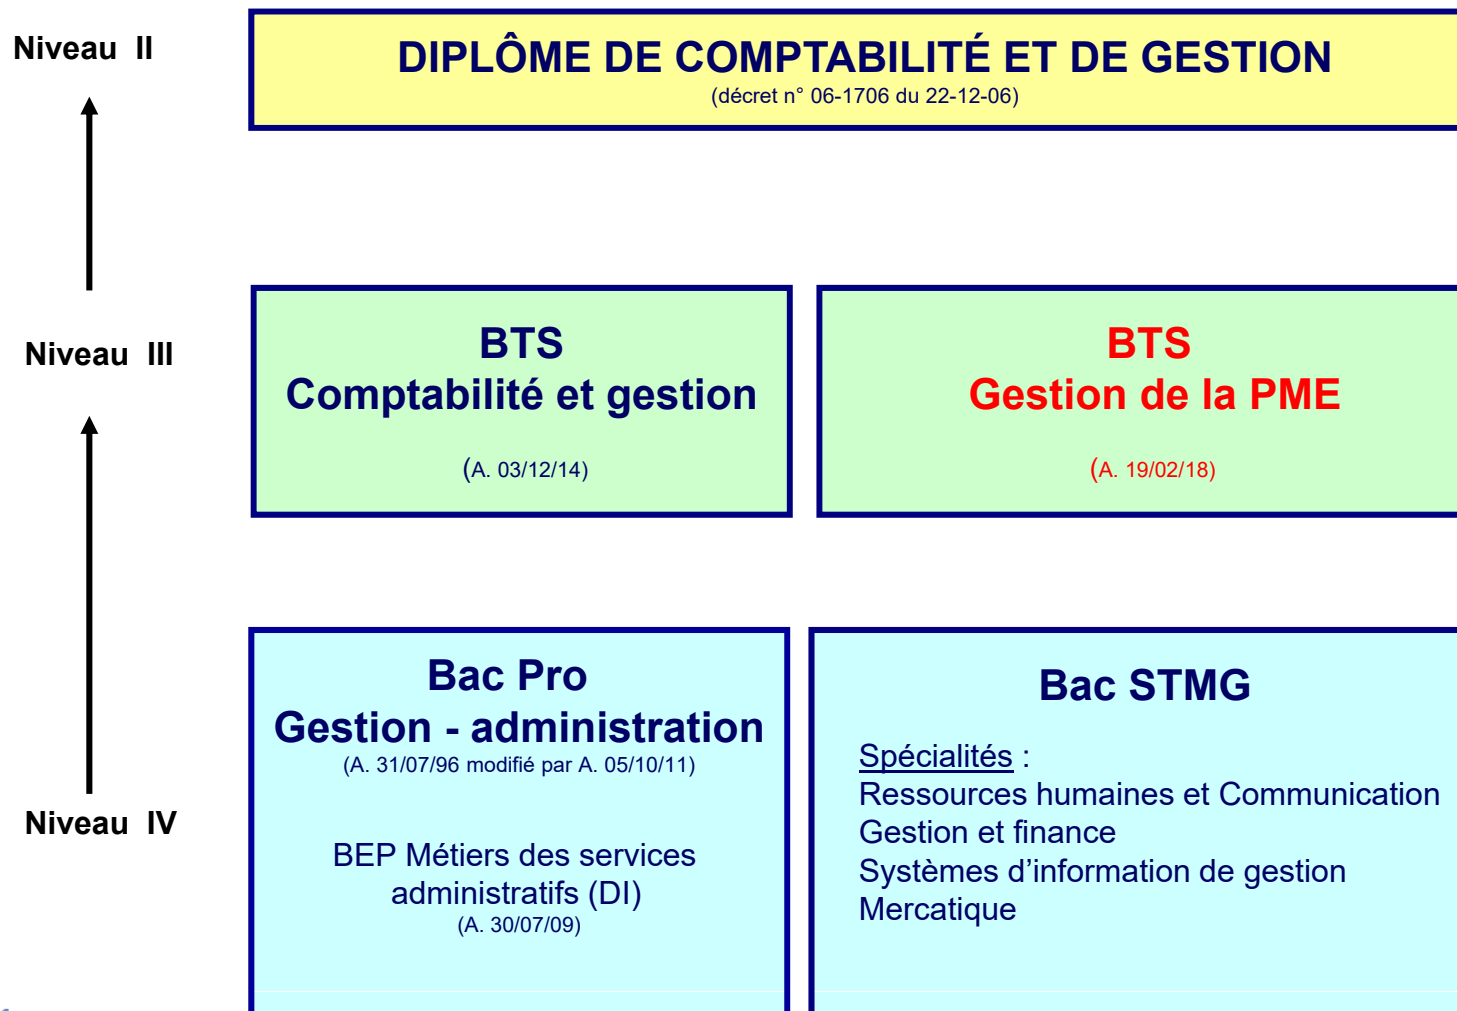 Niveau II
DIPLÔME DE COMPTABILITÉ ET DE GESTION
(décret n° 06-1706 du 22-12-06)
Niveau III
BTS
Comptabilité et gestion
(A. 03/12/14)
BTS
Gestion de la PME
(A. 19/02/18)
Niveau IV
Bac Pro
Gestion - administration
(A. 31/07/96 modifié par A. 05/10/11)
BEP Métiers des services
administratifs (DI)
(A. 30/07/09)
Bac STMG
Spécialités :
Ressources humaines et Communication
Gestion et finance
Systèmes d’information de gestion
Mercatique